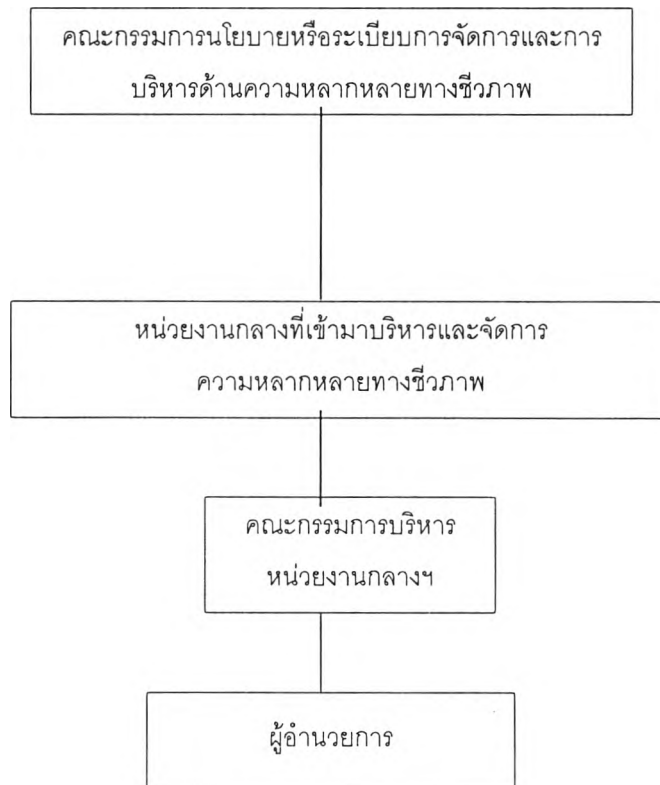 คณะกรรมการนโยบายหรือระเบียบการจัดการและการ
บริหารด้านความหลากหลายทางชีวภาพ
หน่วยงานกลางที่เข้ามาบริหารและจัดการ
ความหลากหลายทางชีวภาพ
คณะกรรมการบริหาร
หน่วยงานกลางฯ
ผู้อำนวยการ